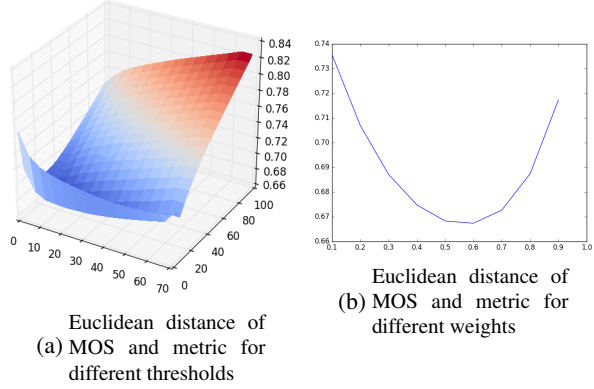 0.84
0.82
0.80
0.78
0.76
0.74
0.72
0.70
0.68
0.66
0 10 20 30 40 50 60 70
0 20 40 60 80 100
Euclidean distance of
(a) MOS and metric for
different thresholds
0.74
0.73
0.72
0.71
0.70
0.69
0.68
0.67
0.66
0.1 0.2 0.3 0.4 0.5 0.6 0.7 0.8 0.9 1.0
Euclidean distance of
(b) MOS and metric for
different weights